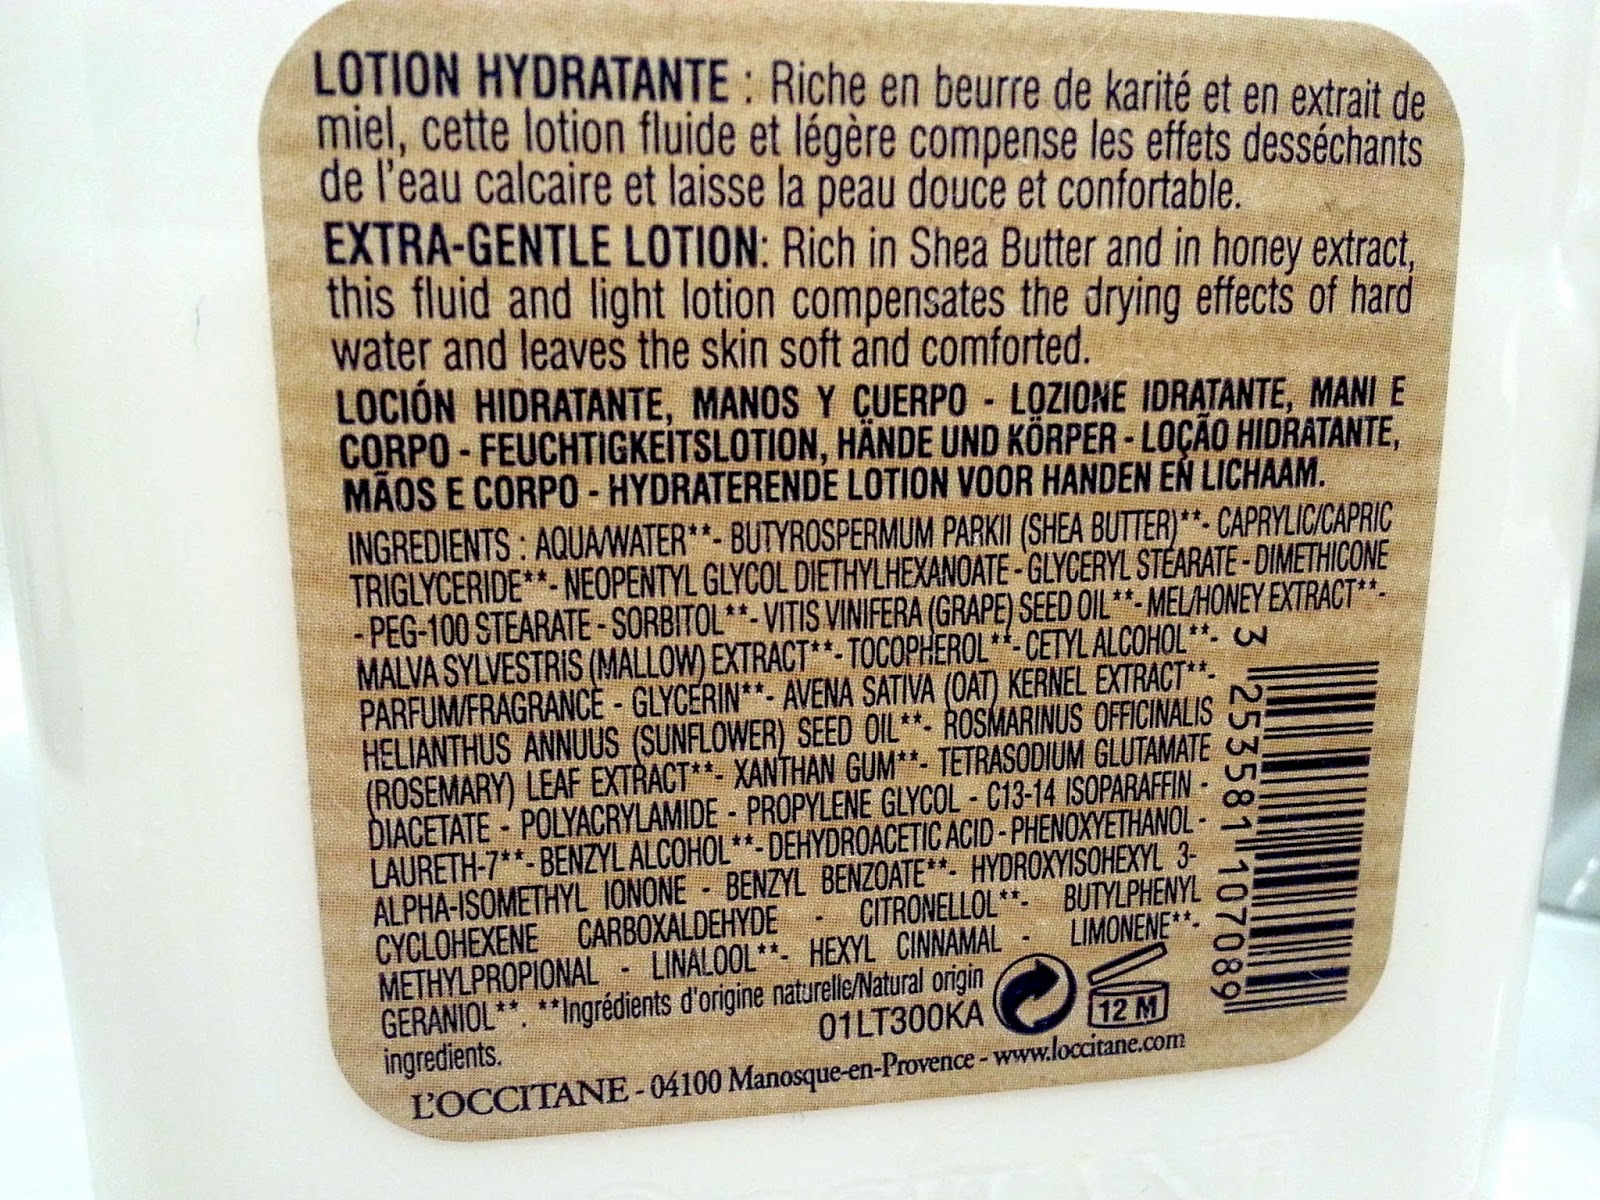 LOTION HYDRATANTE : Riche en beurre de karité et en extrait de
miel, cette lotion fluide et légère compense les effets desséchants
de l'eau calcaire et laisse la peau douce et confortable.
EXTRA-GENTLE LOTION: Rich in Shea Butter and in honey extract,
this fluid and light lotion compensates the drying effects of hard
water and leaves the skin soft and comforted.
LOCIÓN HIDRATANTE, MANOS Y CUERPO - LOZIONE IDRATANTE, MANI E
CORPO - FEUCHTIGKEITSLOTION, HÄNDE UND KÖRPER - LOÇÃO HIDRATANTE,
MÃOS E CORPO - HYDRATERENDE LOTION VOOR HANDEN EN LICHAAM.
INGREDIENTS : AQUA/WATER**- BUTYROSPERMUM PARKII (SHEA BUTTER)**- CAPRYLIC/CAPRIC
TRIGLYCERIDE**- NEOPENTYL GLYCOL DIETHYLHEXANOATE - GLYCERYL STEARATE - DIMETHICONE
- PEG-100 STEARATE - SORBITOL**- VITIS VINIFERA (GRAPE) SEED OIL**- MEL/HONEY EXTRACT**-
MALVA SYLVESTRIS (MALLOW) EXTRACT**- TOCOPHEROL**- CETYL ALCOHOL**-
PARFUM/FRAGRANCE - GLYCERIN**- AVENA SATIVA (OAT) KERNEL EXTRACT**-
HELIANTHUS ANNUUS (SUNFLOWER) SEED OIL**- ROSMARINUS OFFICINALIS
(ROSEMARY) LEAF EXTRACT**- XANTHAN GUM**- TETRASODIUM GLUTAMATE
DIACETATE - POLYACRYLAMIDE - PROPYLENE GLYCOL - C13-14 ISOPARAFFIN -
LAURETH-7**- BENZYL ALCOHOL**- DEHYDROACETIC ACID - PHENOXYETHANOL -
ALPHA-ISOMETHYL IONONE - BENZYL BENZOATE**- HYDROXYISOHEXYL 3-
CYCLOHEXENE CARBOXALDEHYDE - CITRONELLOL**- BUTYLPHENYL
METHYLPROPIONAL - LINALOOL**- HEXYL CINNAMAL - LIMONENE**-
GERANIOL**. **Ingrédients d'origine naturelle/Natural origin
ingredients.
01LT300KA
12 M
3 253581 107089
L'OCCITANE - 04100 Manosque-en-Provence - www.loccitane.com